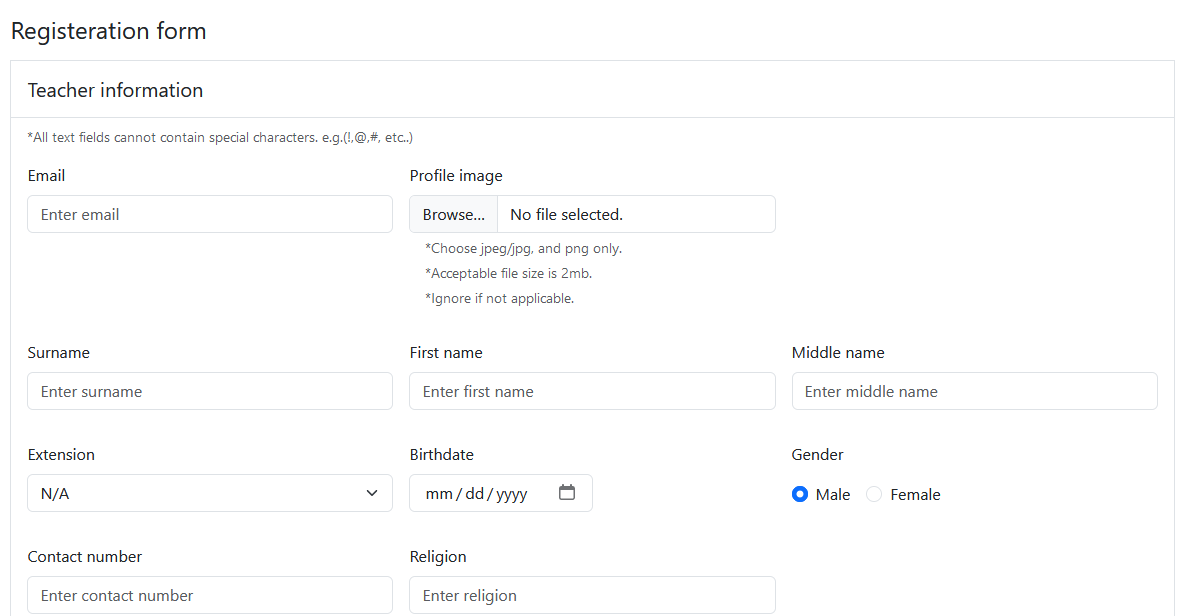 Registeration form
Teacher information
*All text fields cannot contain special characters. e.g.(!,@,#, etc..)
Email Profile image
Enter email Browse... No file selected.
*Choose jpeg/jpg, and png only.
*Acceptable file size is 2mb.
*Ignore if not applicable.
Surname First name Middle name
Enter surname Enter first name Enter middle name
Extension Birthdate Gender
N/A mm / dd / yyyy Male Female
Contact number Religion
Enter contact number Enter religion